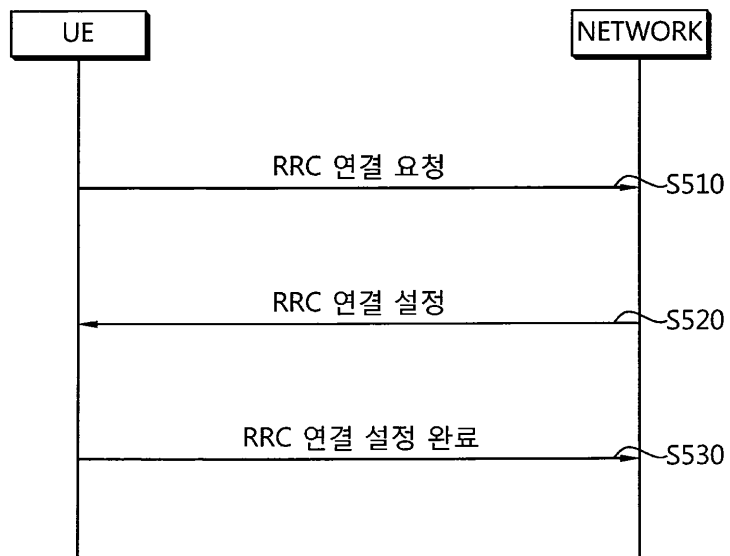 UE
NETWORK
RRC 연결 요청
S510
RRC 연결 설정
S520
RRC 연결 설정 완료
S530